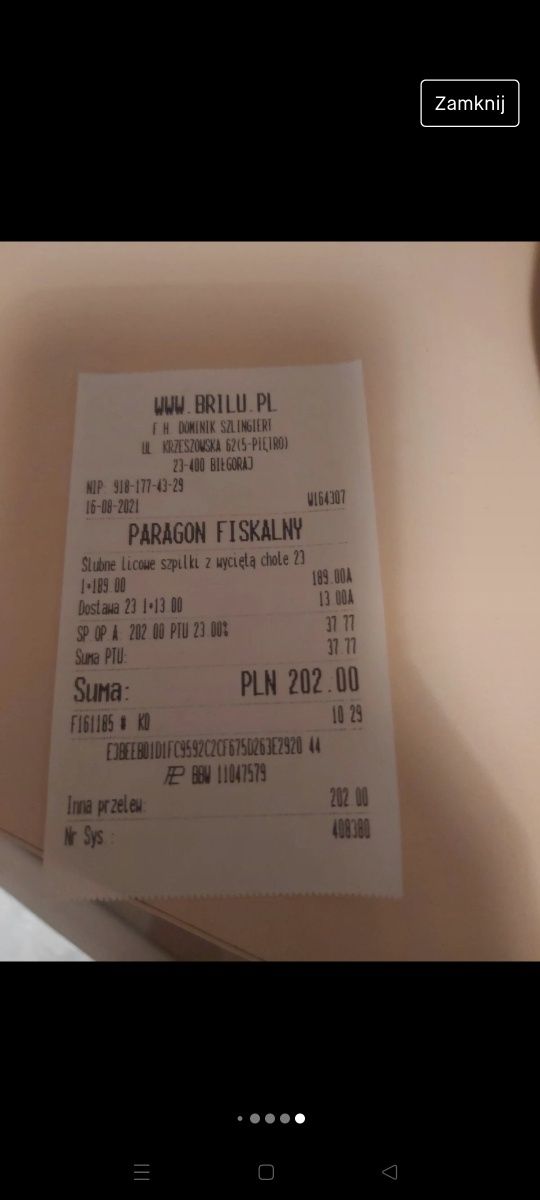 Zamknij
WWW.BRILU.PL
F.H. DOMINIK SZLINGIERT
UL. KRZESZOWSKA 62(5-PIĘTRO)
23-400 BIŁGORAJ
NIP: 918-177-43-29
16-08-2021 W164307
PARAGON FISKALNY
Ślubne licowe szpilki z wyciętą chole 23
1*189.00 189.00A
Dostawa 23 1*13.00 13.00A
SP.OP.A: 202.00 PTU 23.00% 37.77
Suma PTU: 37.77
Suma: PLN 202.00
F161185 # KO 10:29
E3BEEB01D1FC9592C2CF675D263E2920 44
BBW 11047579
Inna przelew: 202.00
Nr Sys.: 408380